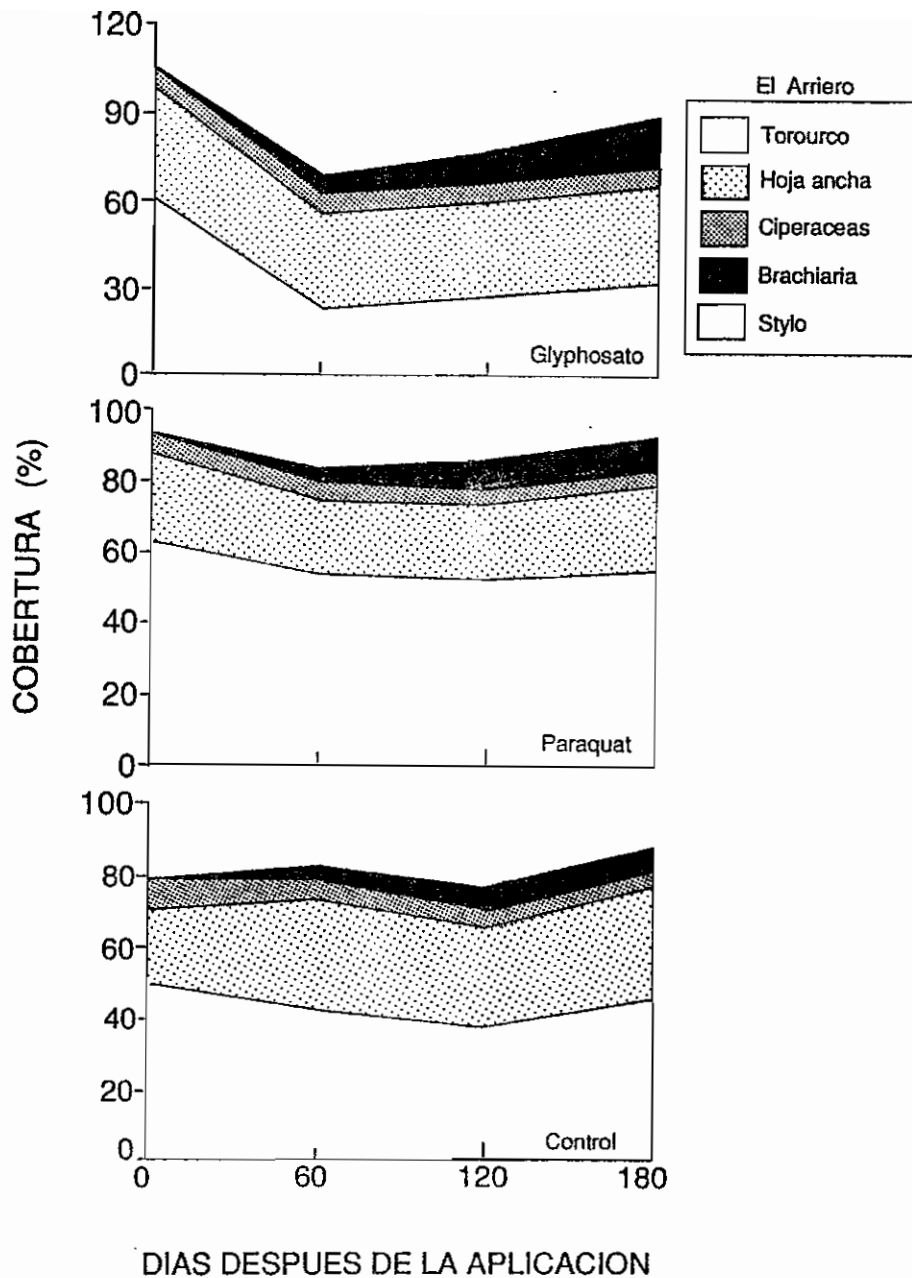 120
90
60
30
0
Glyphosato
El Arriero
Torourco
Hoja ancha
Ciperaceas
Brachiaria
Stylo
COBERTURA (%)
100
80
60
40
20
0
Paraquat
100
80
60
40
20
0
Control
0 60 120 180
DIAS DESPUES DE LA APLICACION